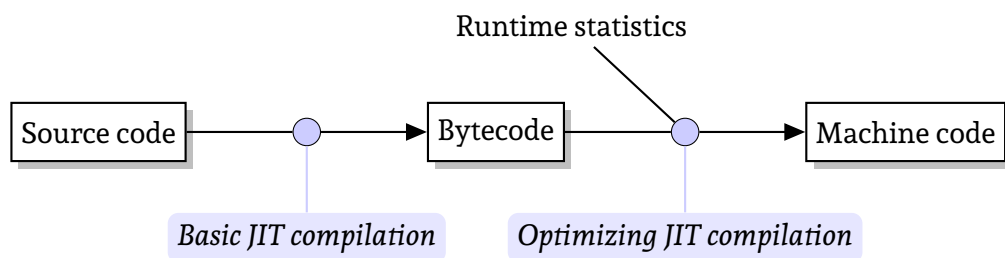 Runtime statistics
Source code
Bytecode
Machine code
Basic JIT compilation
Optimizing JIT compilation